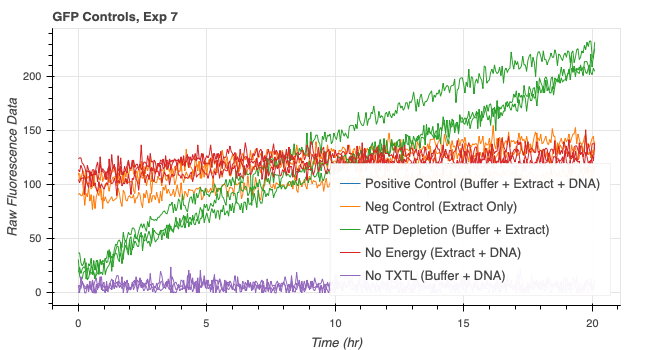 GFP Controls, Exp 7
Raw Fluorescence Data
200
150
100
50
0
Positive Control (Buffer + Extract + DNA)
Neg Control (Extract Only)
ATP Depletion (Buffer + Extract)
No Energy (Extract + DNA)
No TXTL (Buffer + DNA)
0 5 10 15 20
Time (hr)